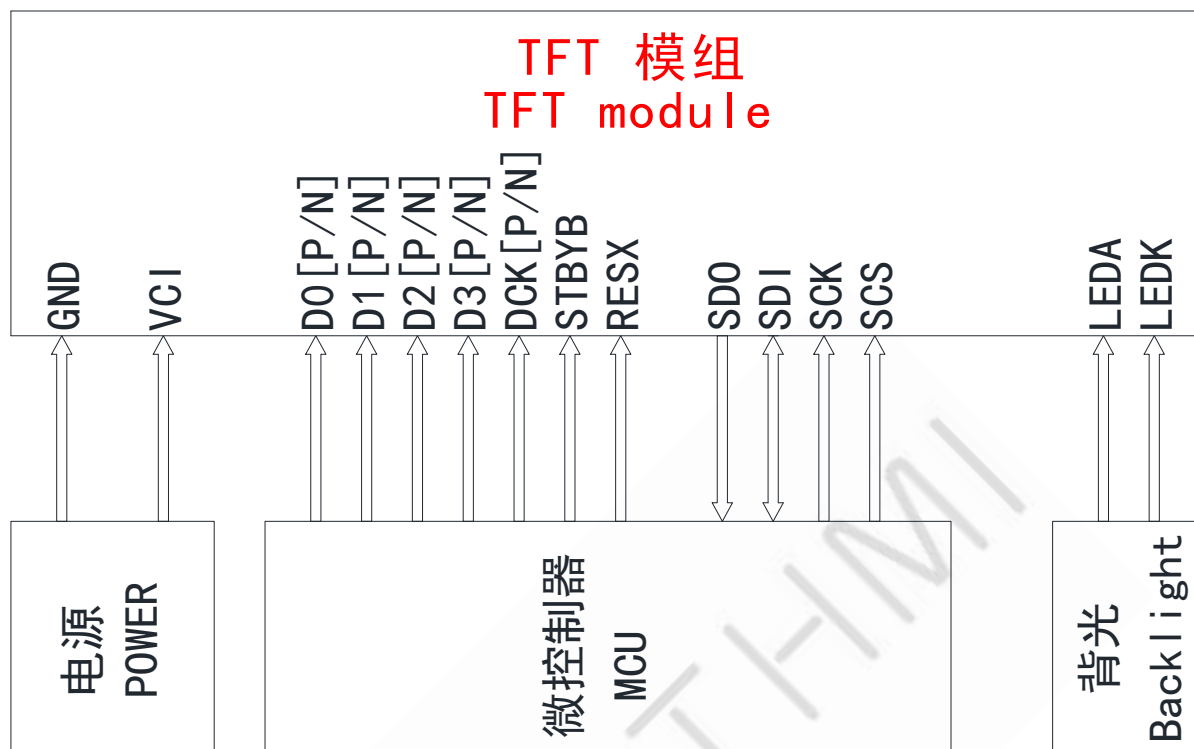 TFT 模组
TFT module
GND
VCI
D0[P/N]
D1[P/N]
D2[P/N]
D3[P/N]
DCK[P/N]
STBYB
RESX
SDO
SDI
SCK
SCS
LEDA
LEDK
电源
POWER
微控制器
MCU
背光
Backlight
THMI